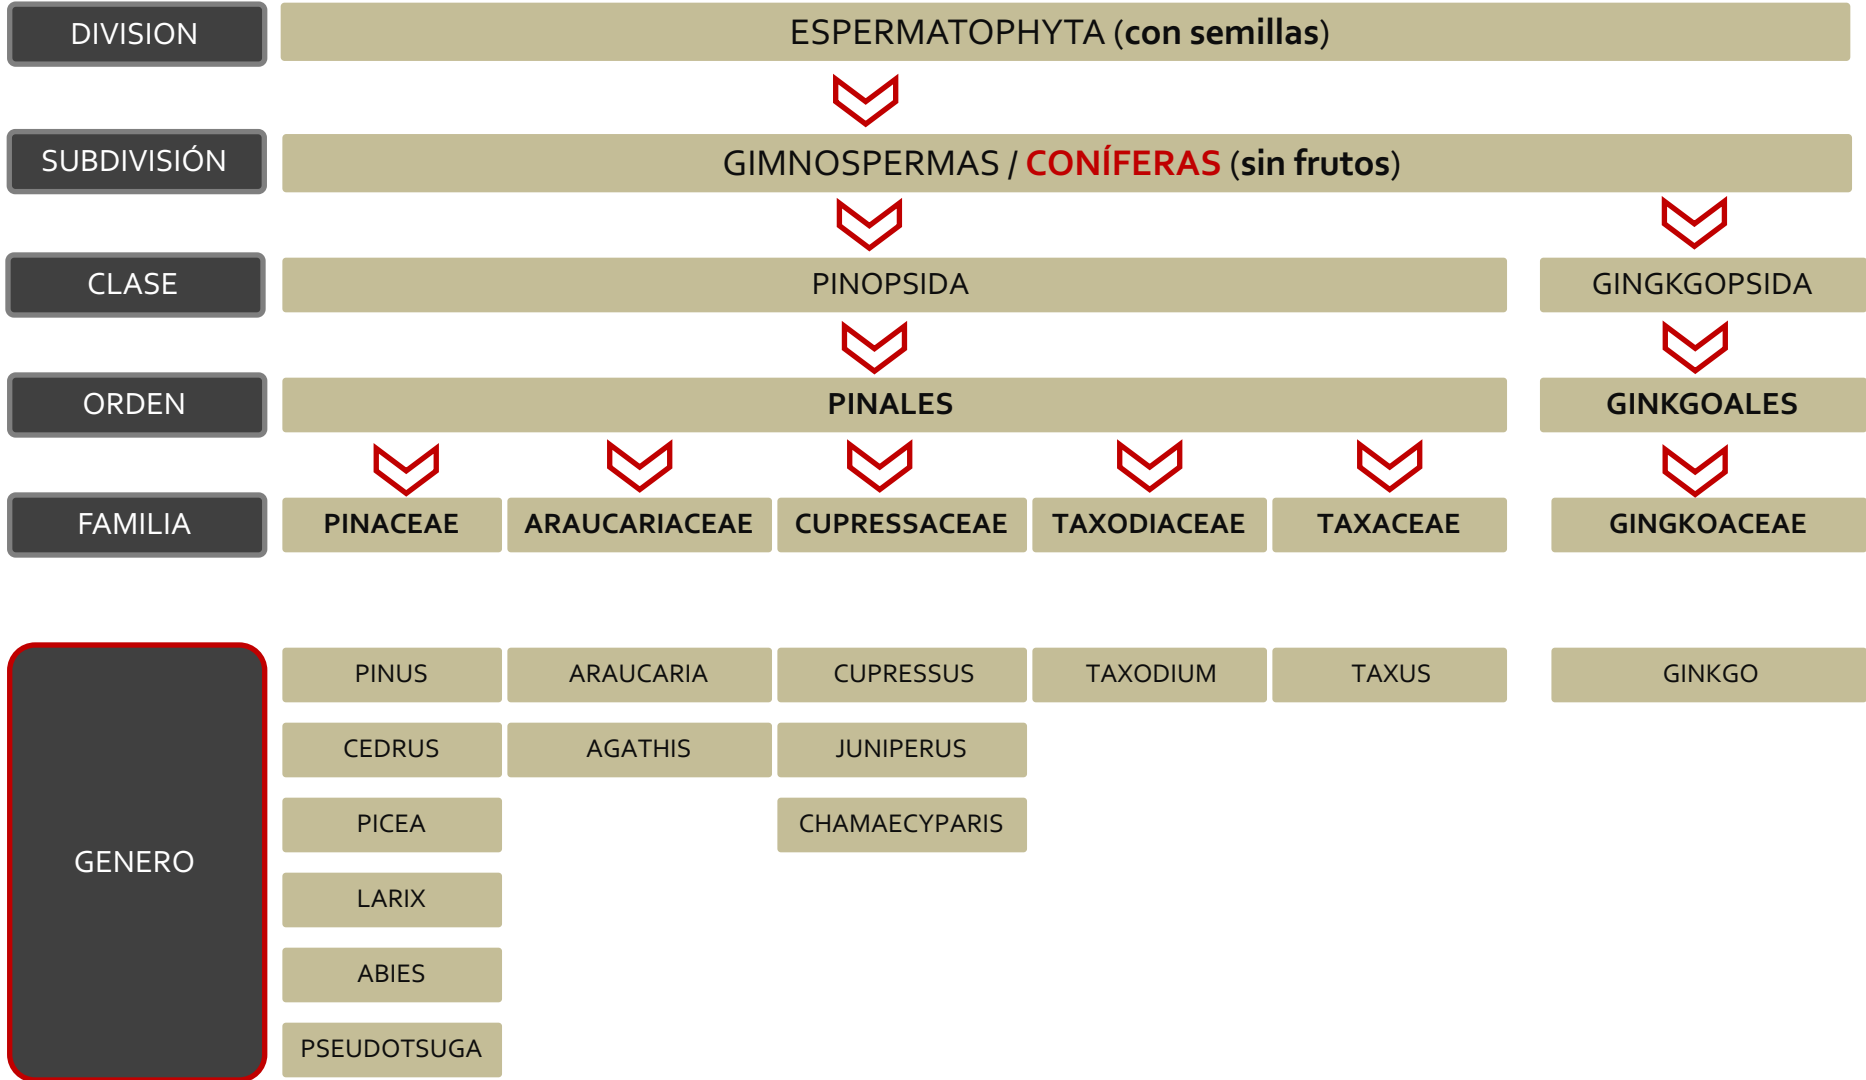 DIVISION
ESPERMATOPHYTA (con semillas)
SUBDIVISIÓN
GIMNOSPERMAS / CONÍFERAS (sin frutos)
CLASE
PINOPSIDA
GINGKGOPSIDA
ORDEN
PINALES
GINKGOALES
FAMILIA
PINACEAE
ARAUCARIACEAE
CUPRESSACEAE
TAXODIACEAE
TAXACEAE
GINGKOACEAE
GENERO
PINUS
ARAUCARIA
CUPRESSUS
TAXODIUM
TAXUS
GINKGO
CEDRUS
AGATHIS
JUNIPERUS
PICEA
CHAMAECYPARIS
LARIX
ABIES
PSEUDOTSUGA